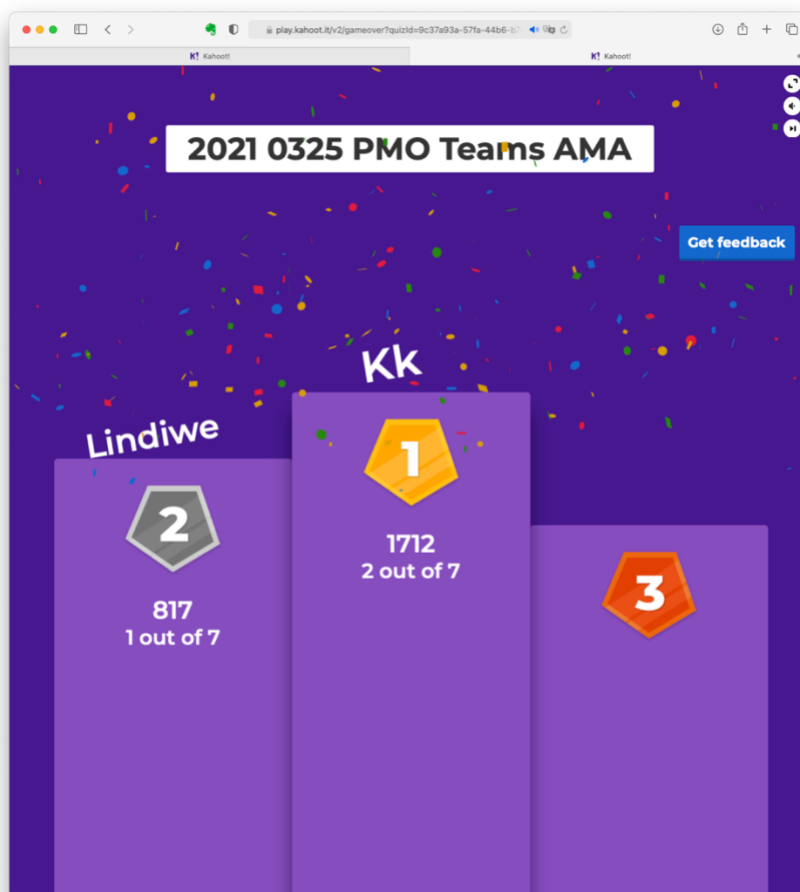 play.kahoot.it/v2/gameover?quizId=9c37a93a-57fa-44b6-b7
K! Kahoot!
K! Kahoot!
2021 0325 PMO Teams AMA
Get feedback
Kk
Lindiwe
1
2
1712
2 out of 7
3
817
1 out of 7